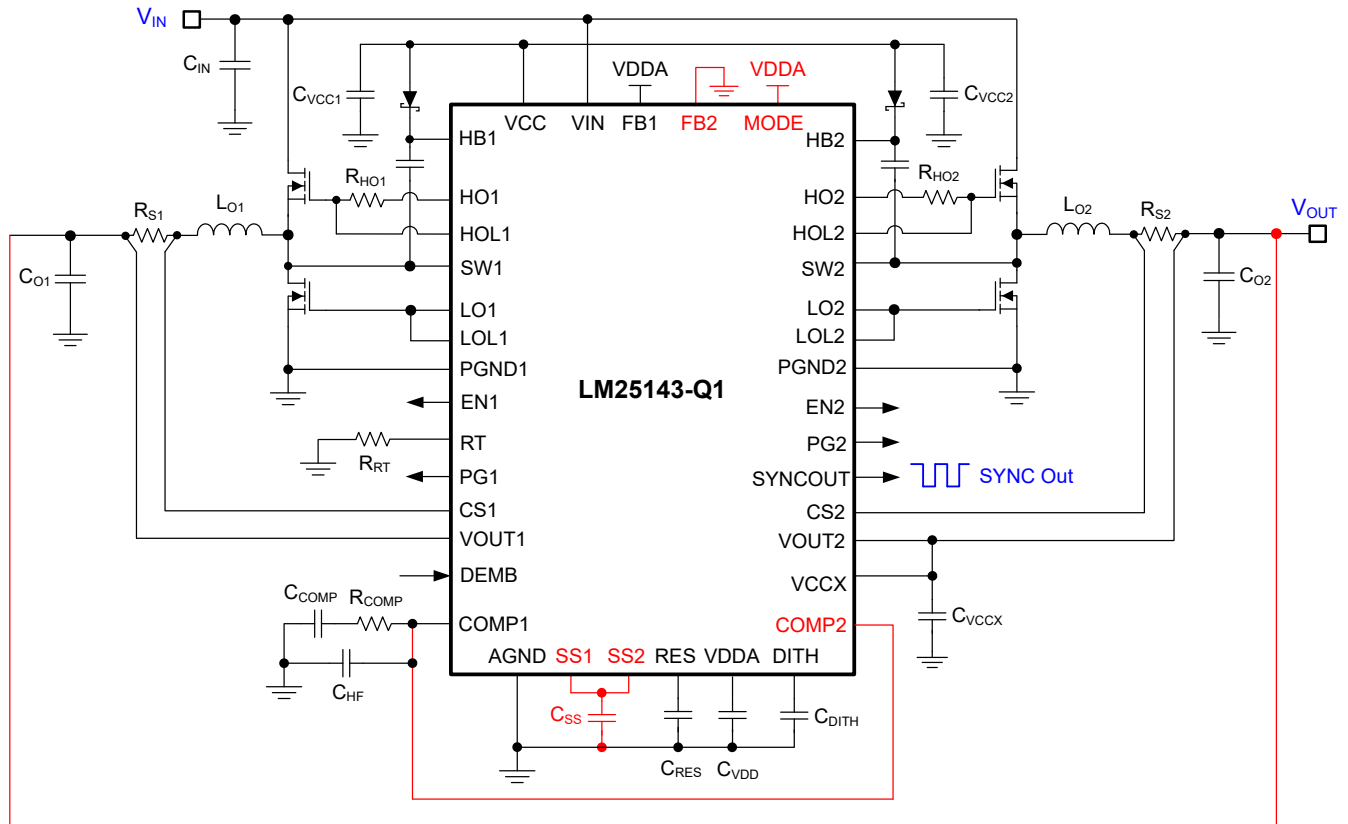 VIN
CIN
CVCC1
CVCC2
VDDA
VDDA
VCC
VIN
FB1
FB2
MODE
HB1
HB2
RHO1
HO1
HO2
RHO2
RS1
LO1
HOL1
HOL2
LO2
RS2
VOUT
CO1
SW1
SW2
CO2
LO1
LO2
LOL1
LOL2
PGND1
PGND2
LM25143-Q1
EN1
EN2
RT
RRT
PG2
PG1
SYNCOUT
SYNC Out
CS1
CS2
VOUT1
VOUT2
DEMB
VCCX
CCOMP
RCOMP
COMP1
COMP2
CVCCX
CHF
AGND
SS1
SS2
RES
VDDA
DITH
CSS
CDITH
CRES
CVDD